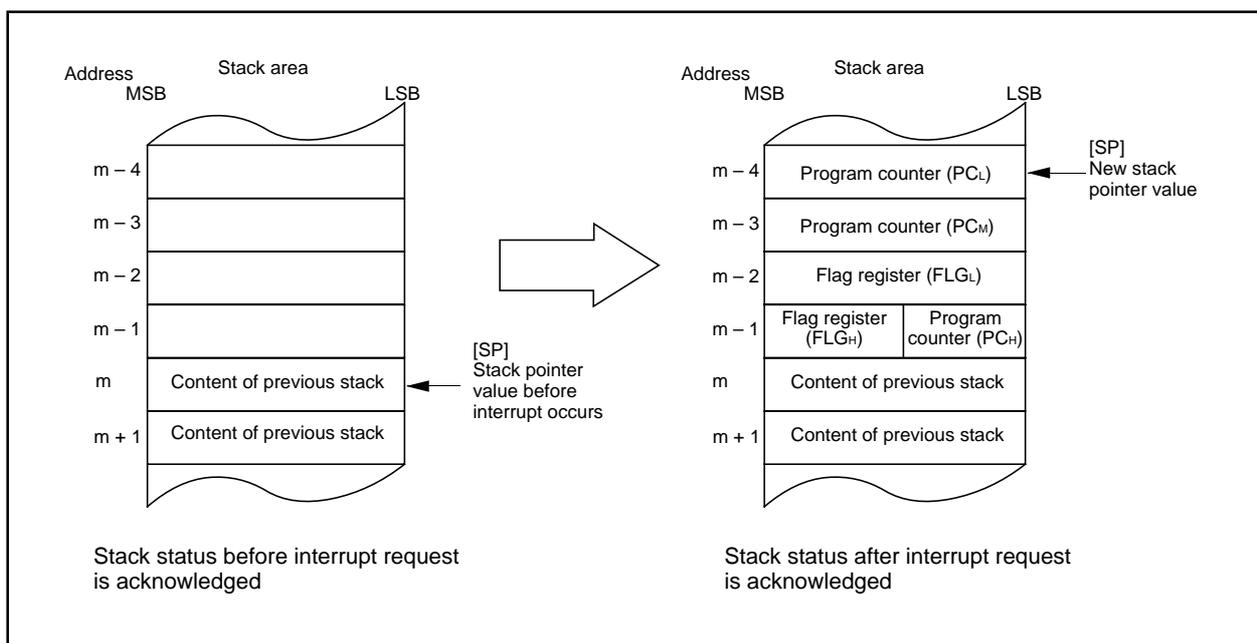 Address
Stack area
MSB
LSB
m – 4
m – 3
m – 2
m – 1
m
Content of previous stack
m + 1
Content of previous stack
[SP]
Stack pointer
value before
interrupt occurs
Stack status before interrupt request
is acknowledged
Address
Stack area
MSB
LSB
m – 4
Program counter (PCL)
m – 3
Program counter (PCM)
m – 2
Flag register (FLGL)
m – 1
Flag register
(FLGH)
Program
counter (PCH)
m
Content of previous stack
m + 1
Content of previous stack
[SP]
New stack
pointer value
Stack status after interrupt request
is acknowledged